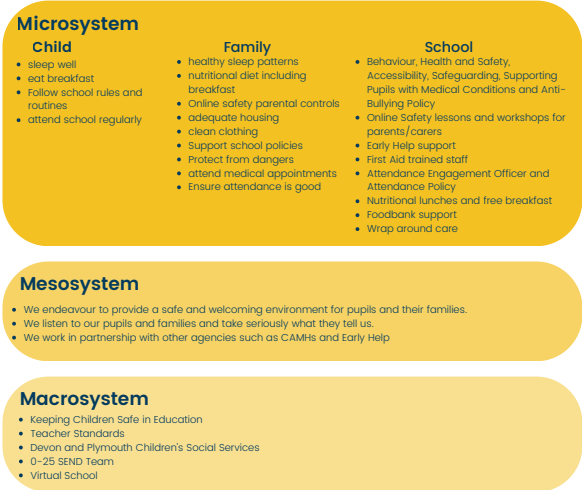 Microsystem
Child
sleep well
eat breakfast
Follow school rules and
routines
attend school regularly
Family
healthy sleep patterns
nutritional diet including
breakfast
Online safety parental controls
adequate housing
clean clothing
Support school policies
Protect from dangers
attend medical appointments
Ensure attendance is good
School
Behaviour, Health and Safety,
Accessibility, Safeguarding, Supporting
Pupils with Medical Conditions and Anti-
Bullying Policy
Online Safety lessons and workshops for
parents/carers
Early Help support
First Aid trained staff
Attendance Engagement Officer and
Attendance Policy
Nutritional lunches and free breakfast
Foodbank support
Wrap around care
Mesosystem
We endeavour to provide a safe and welcoming environment for pupils and their families.
We listen to our pupils and families and take seriously what they tell us.
We work in partnership with other agencies such as CAMHs and Early Help
Macrosystem
Keeping Children Safe in Education
Teacher Standards
Devon and Plymouth Children's Social Services
0-25 SEND Team
Virtual School